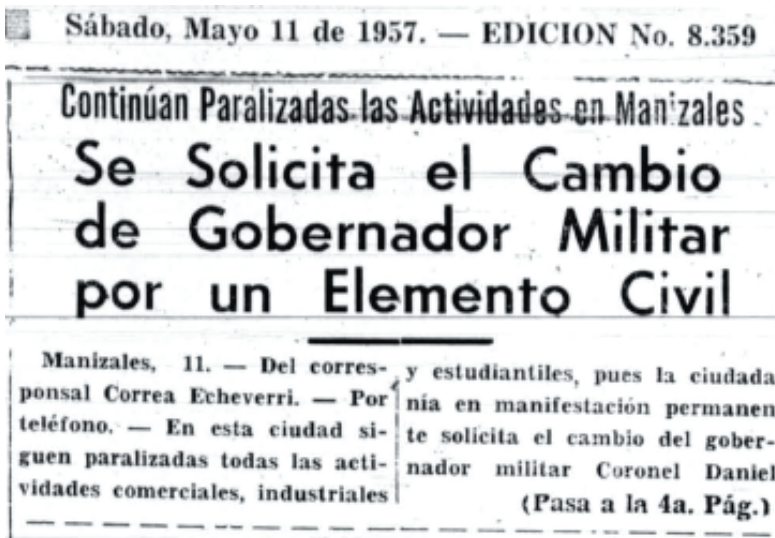 Sábado, Mayo 11 de 1957. — EDICION No. 8.359
Continúan Paralizadas las Actividades en Manizales
Se Solicita el Cambio
de Gobernador Militar
por un Elemento Civil
Manizales, 11. — Del corres-
ponsal Correa Echeverri. — Por
teléfono. — En esta ciudad si-
guen paralizadas todas las acti-
vidades comerciales, industriales
y estudiantiles, pues la ciudada
nía en manifestación permanen
te solicita el cambio del gober-
nador militar Coronel Daniel
(Pasa a la 4a. Pág.)